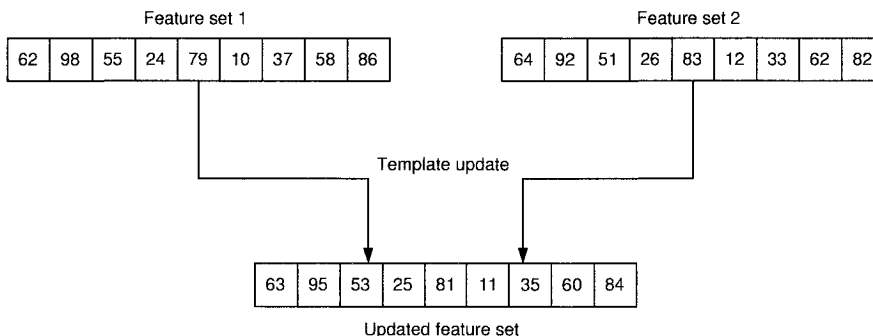 Feature set 1
62 98 55 24 79 10 37 58 86
Feature set 2
64 92 51 26 83 12 33 62 82
Template update
63 95 53 25 81 11 35 60 84
Updated feature set